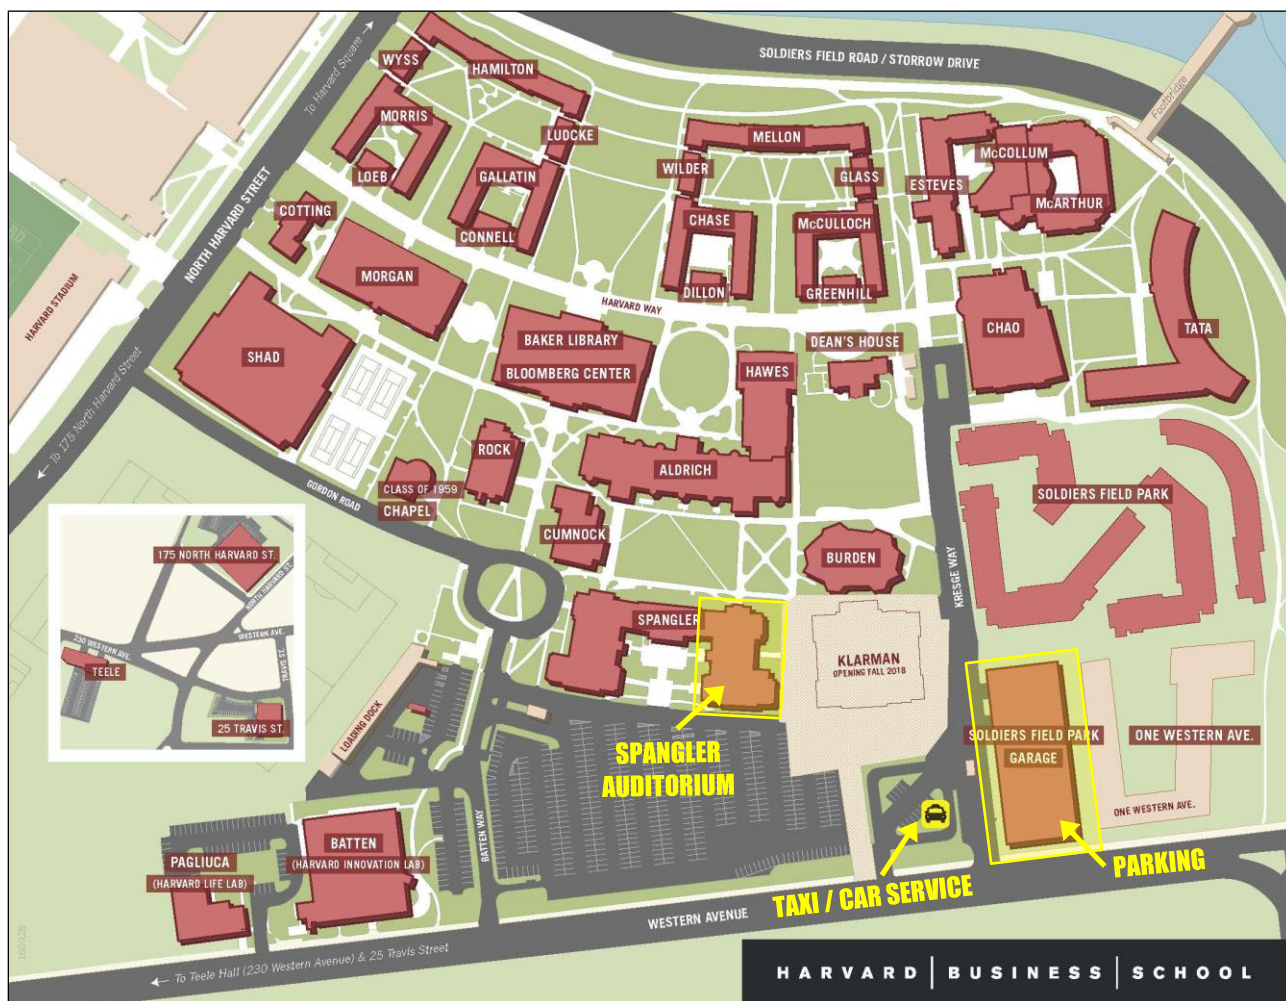 SOLDIERS FIELD ROAD / STORROW DRIVE
Footbridge
To Harvard Square
WYSS
HAMILTON
MORRIS
LUDCKE
LOEB
GALLATIN
CONNELL
MELLON
WILDER
GLASS
CHASE
McCULLOCH
DILLON
GREENHILL
ESTEVES
McCOLLUM
McARTHUR
COTTING
MORGAN
NORTH HARVARD STREET
HARVARD STADIUM
HARVARD WAY
SHAD
BAKER LIBRARY
BLOOMBERG CENTER
HAWES
DEAN'S HOUSE
CHAO
TATA
To 175 North Harvard Street
ROCK
ALDRICH
CLASS OF 1959
CHAPEL
GORDON ROAD
CUMNOCK
BURDEN
KRESGE WAY
SOLDIERS FIELD PARK
175 NORTH HARVARD ST.
NORTH HARVARD ST.
WESTERN AVE.
230 WESTERN AVE.
TRAVIS ST.
TEELE
25 TRAVIS ST.
SPANGLER
KLARMAN
OPENING FALL 2018
LOADING DOCK
SPANGLER
AUDITORIUM
SOLDIERS FIELD PARK
GARAGE
ONE WESTERN AVE.
ONE WESTERN AVE.
BATTEN WAY
BATTEN
(HARVARD INNOVATION LAB)
PAGLIUCA
(HARVARD LIFE LAB)
TAXI / CAR SERVICE
PARKING
WESTERN AVENUE
160928
To Teele Hall (230 Western Avenue) & 25 Travis Street
HARVARD | BUSINESS | SCHOOL